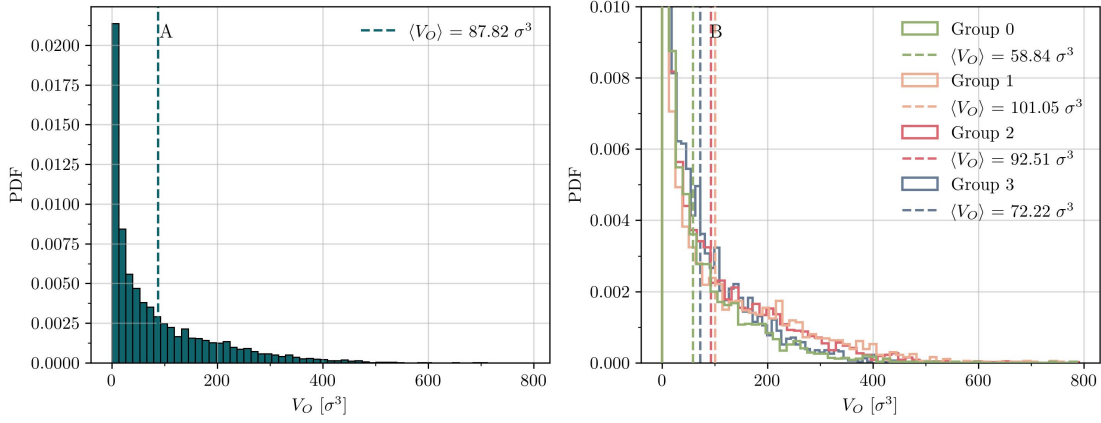 A
⟨V_O⟩ = 87.82 σ³
0.0200
0.0175
0.0150
0.0125
0.0100
0.0075
0.0050
0.0025
0.0000
PDF
0 200 400 600 800
V_O [σ³]
B
Group 0
⟨V_O⟩ = 58.84 σ³
Group 1
⟨V_O⟩ = 101.05 σ³
Group 2
⟨V_O⟩ = 92.51 σ³
Group 3
⟨V_O⟩ = 72.22 σ³
0.010
0.008
0.006
0.004
0.002
0.000
PDF
0 200 400 600 800
V_O [σ³]